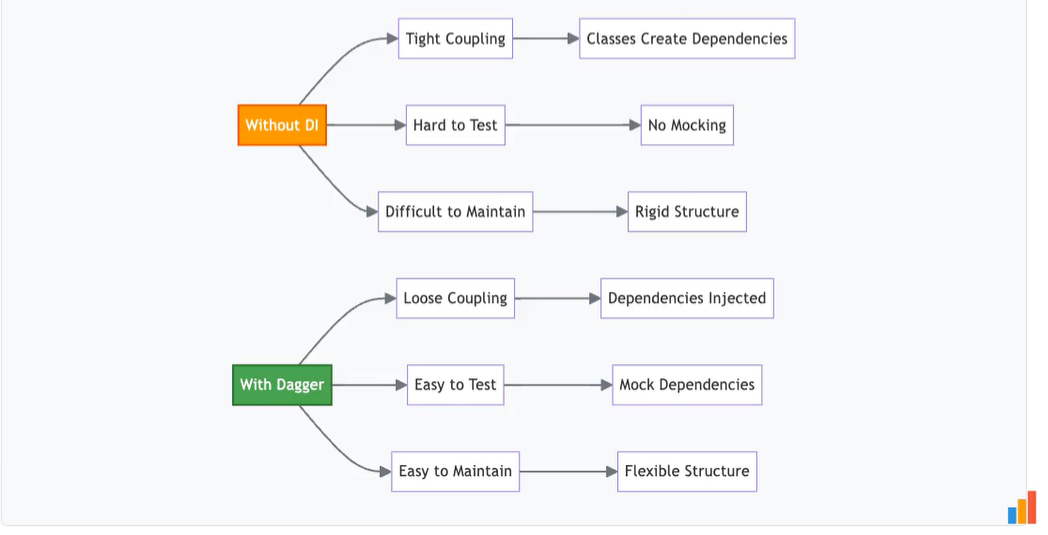 Tight Coupling
Classes Create Dependencies
Without DI
Hard to Test
No Mocking
Difficult to Maintain
Rigid Structure
Loose Coupling
Dependencies Injected
With Dagger
Easy to Test
Mock Dependencies
Easy to Maintain
Flexible Structure